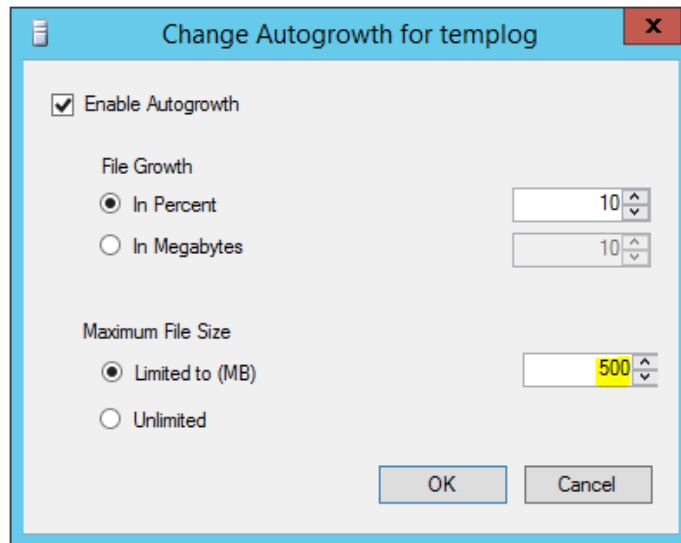 Change Autogrowth for templog
x
Enable Autogrowth
File Growth
In Percent 10
In Megabytes 10
Maximum File Size
Limited to (MB) 500
Unlimited
OK Cancel